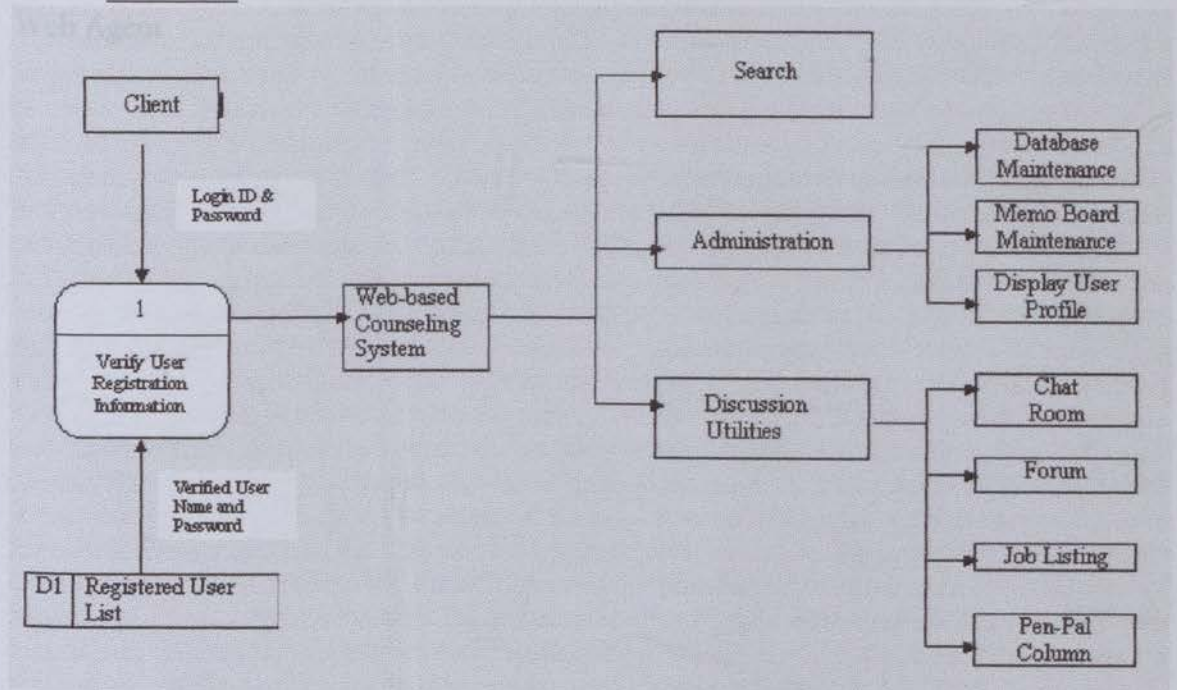 Web Agent
Client
Login ID &
Password
1
Verify User
Registration
Information
Verified User
Name and
Password
D1 Registered User
List
Web-based
Counseling
System
Search
Administration
Database
Maintenance
Memo Board
Maintenance
Display User
Profile
Discussion
Utilities
Chat
Room
Forum
Job Listing
Pen-Pal
Column